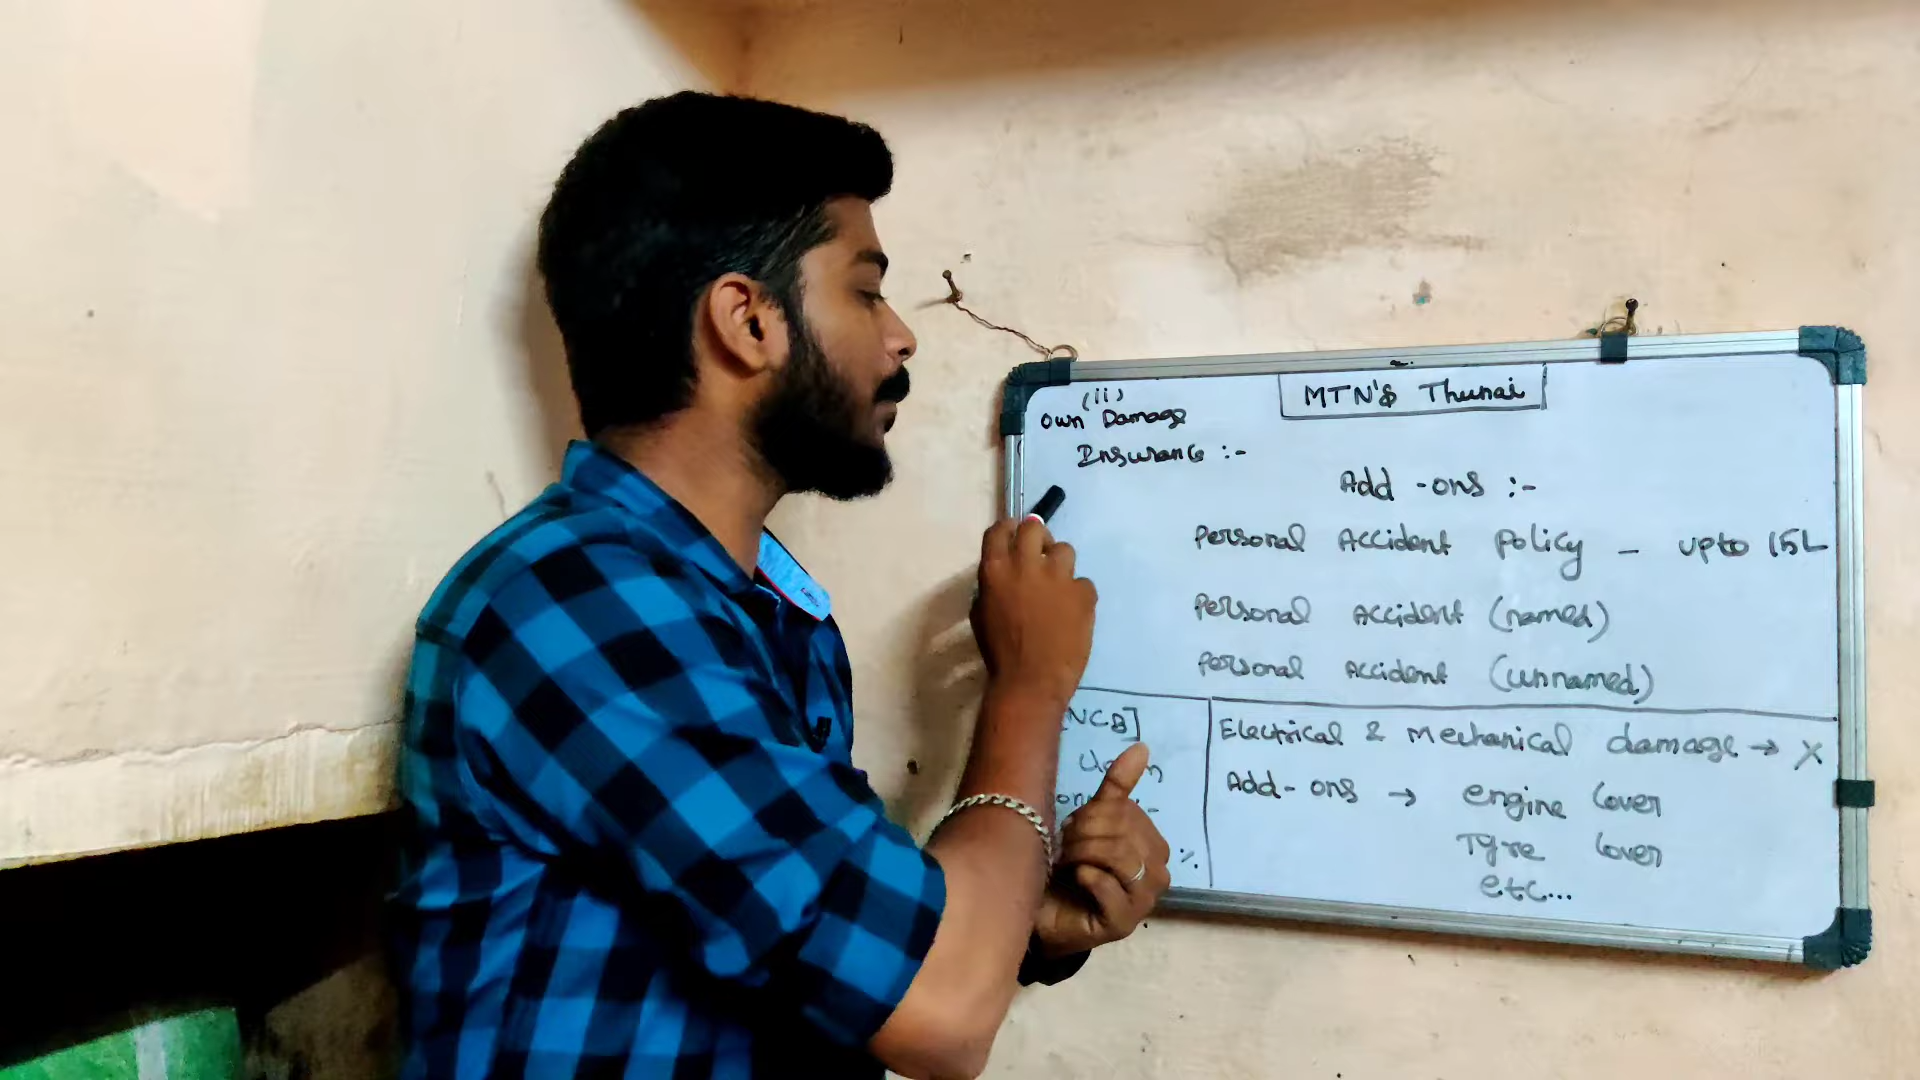 MTN'S Thunai
(ii)
Own Damage
Insurance :-
Add -ons :-
Personal Accident Policy - upto 15L
Personal Accident (named)
Personal Accident (unnamed)
[NCB]
%
Electrical & Mechanical damage → X
Add-ons → engine Cover
Tyre Cover
etc...